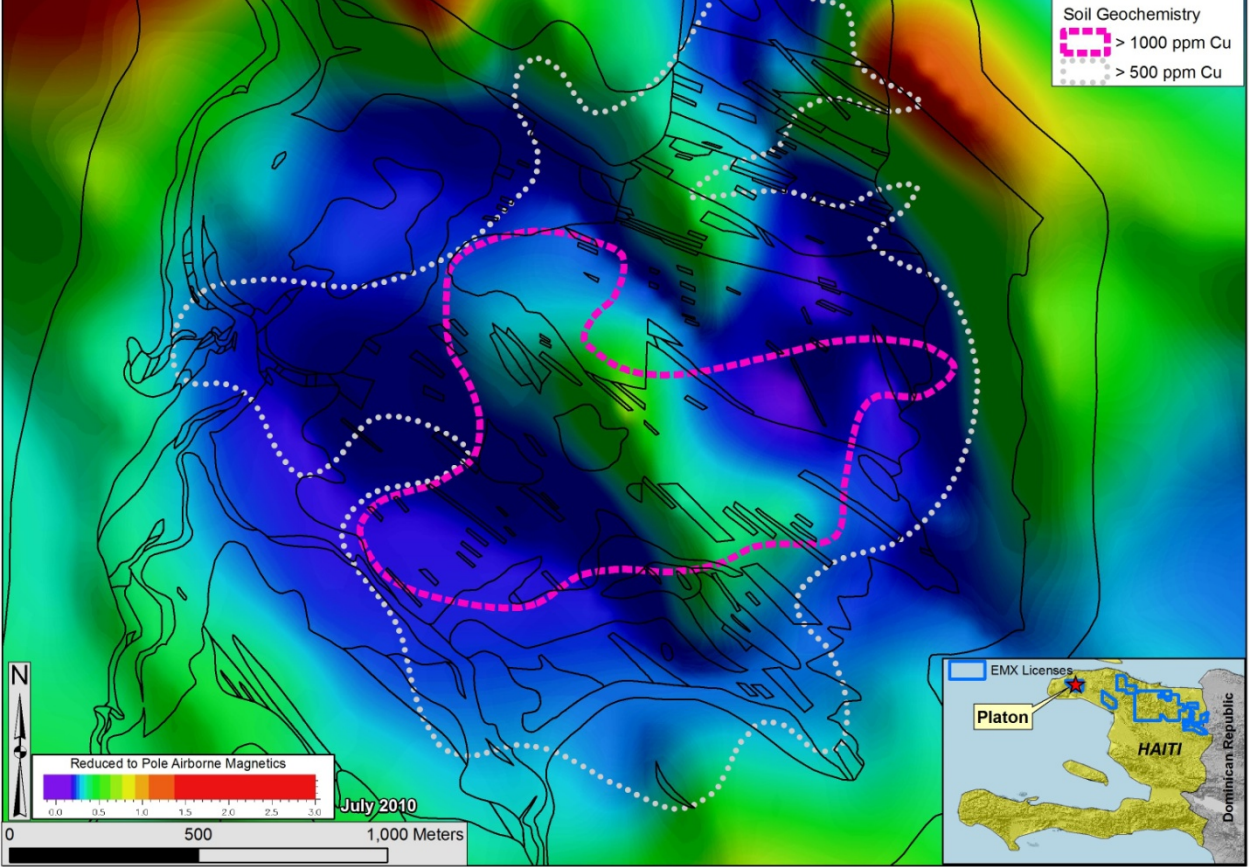 Soil Geochemistry
> 1000 ppm Cu
> 500 ppm Cu
N
Reduced to Pole Airborne Magnetics
0.0 0.5 1.0 1.5 2.0 2.5 3.0
July 2010
0 500 1,000 Meters
EMX Licenses
Platon
HAITI
Dominican Republic